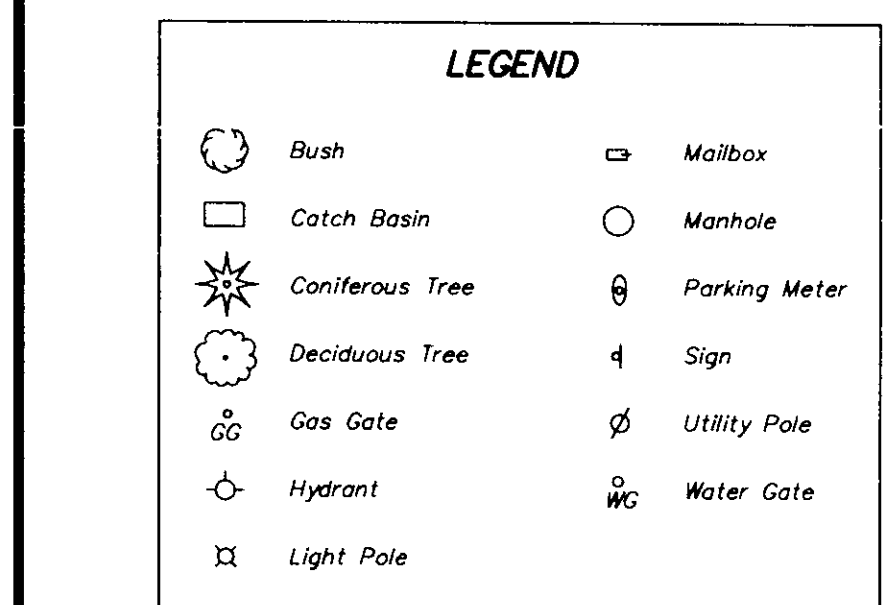 LEGEND
Bush
Catch Basin
Coniferous Tree
Deciduous Tree
GG Gas Gate
Hydrant
Light Pole
Mailbox
Manhole
Parking Meter
Sign
Utility Pole
WG Water Gate